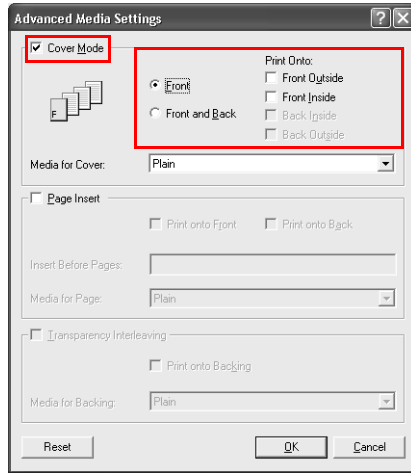 Advanced Media Settings
Cover Mode
Print Onto:
Front
Front Outside
Front Inside
Front and Back
Back Inside
Back Outside
F
Media for Cover:
Plain
Page Insert
Print onto Front
Print onto Back
Insert Before Pages:
Media for Page:
Plain
Transparency Interleaving
Print onto Backing
Media for Backing:
Plain
Reset
OK
Cancel